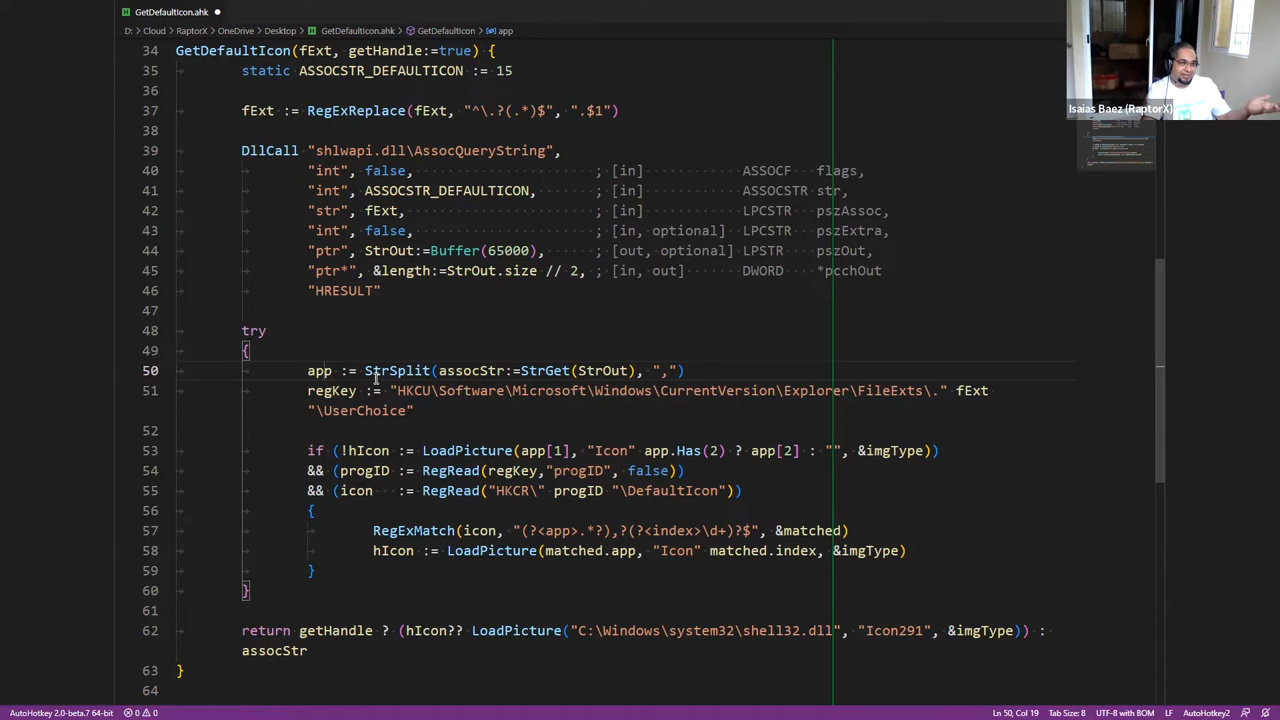 GetDefaultIcon.ahk
D: > Cloud > RaptorX > OneDrive > Desktop > GetDefaultIcon.ahk > GetDefaultIcon > app
Isaias Baez (RaptorX)
34 GetDefaultIcon(fExt, getHandle:=true) {
35 static ASSOCSTR_DEFAULTICON := 15
36
37 fExt := RegExReplace(fExt, "^\.?(.*)$", ".$1")
38
39 DllCall "shlwapi.dll\AssocQueryString",
40 "int", false, ; [in] ASSOCF flags,
41 "int", ASSOCSTR_DEFAULTICON, ; [in] ASSOCSTR str,
42 "str", fExt, ; [in] LPCSTR pszAssoc,
43 "int", false, ; [in, optional] LPCSTR pszExtra,
44 "ptr", StrOut:=Buffer(65000), ; [out, optional] LPSTR pszOut,
45 "ptr*", &length:=StrOut.size // 2, ; [in, out] DWORD *pcchOut
46 "HRESULT"
47
48 try
49 {
50 app := StrSplit(assocStr:=StrGet(StrOut), ",")
51 regKey := "HKCU\Software\Microsoft\Windows\CurrentVersion\Explorer\FileExts\." fExt
"\UserChoice"
52
53 if (!hIcon := LoadPicture(app[1], "Icon" app.Has(2) ? app[2] : "", &imgType))
54 && (progID := RegRead(regKey,"progID", false))
55 && (icon := RegRead("HKCR\" progID "\DefaultIcon"))
56 {
57 RegExMatch(icon, "(?<app>.*?),?(?<index>\d+)?$", &matched)
58 hIcon := LoadPicture(matched.app, "Icon" matched.index, &imgType)
59 }
60 }
61
62 return getHandle ? (hIcon?? LoadPicture("C:\Windows\system32\shell32.dll", "Icon291", &imgType)) :
assocStr
63 }
64
AutoHotkey 2.0-beta.7 64-bit 0 0 Ln 50, Col 19 Tab Size: 8 UTF-8 with BOM LF AutoHotkey2